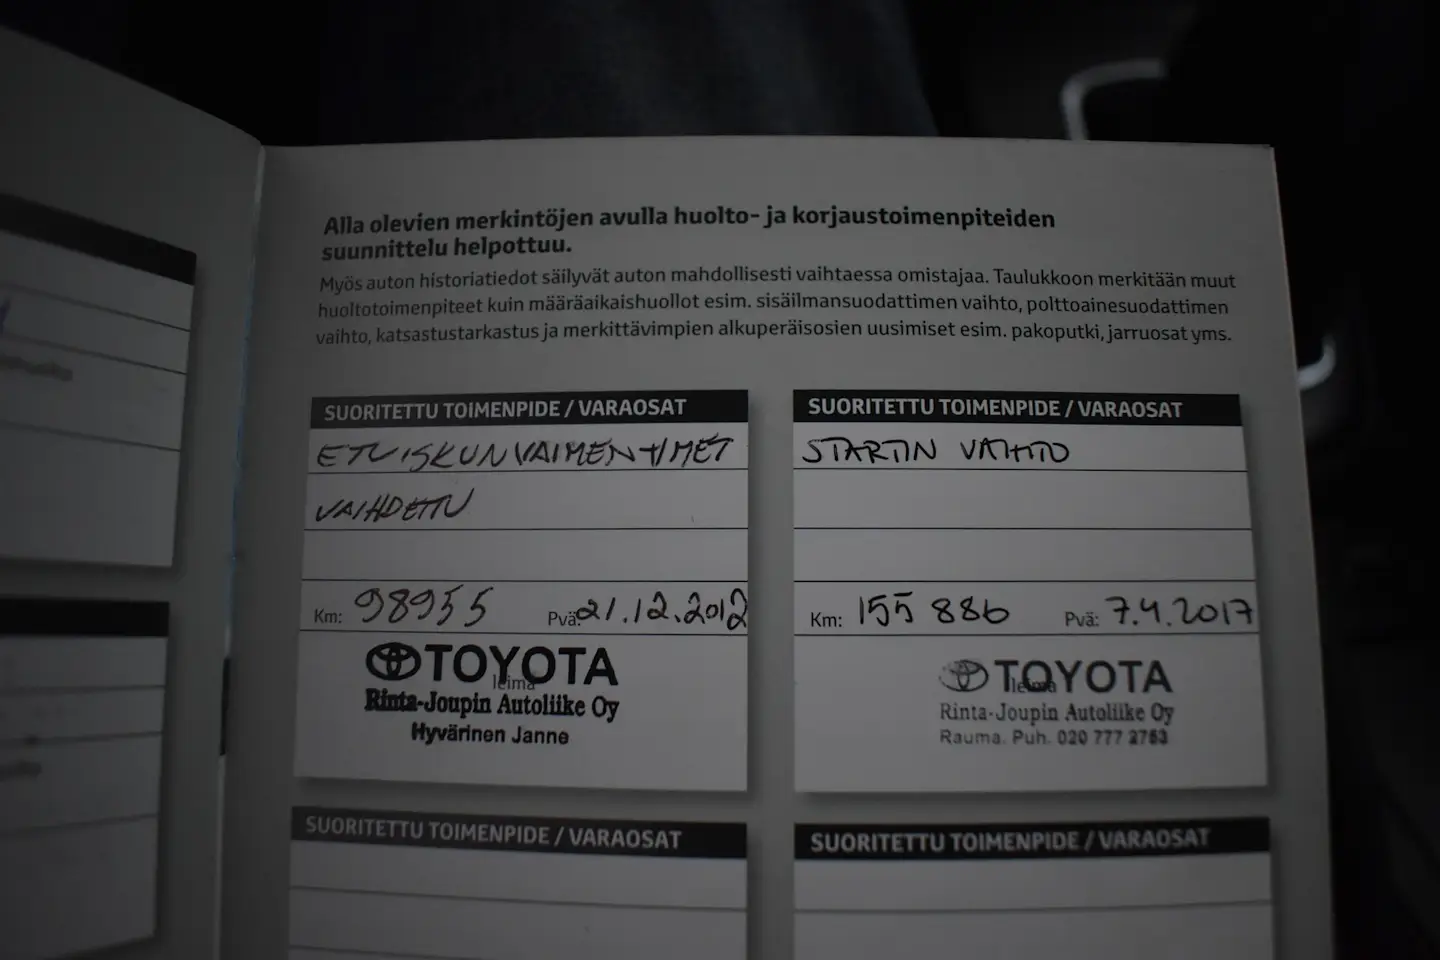 Alla olevien merkintöjen avulla huolto- ja korjaustoimenpiteiden
suunnittelu helpottuu.
Myös auton historiatiedot säilyvät auton mahdollisesti vaihtaessa omistajaa. Taulukkoon merkitään muut
huoltotoimenpiteet kuin määräaikaishuollot esim. sisäilmansuodattimen vaihto, polttoainesuodattimen
vaihto, katsastustarkastus ja merkittävimpien alkuperäisosien uusimiset esim. pakoputki, jarruosat yms.
SUORITETTU TOIMENPIDE / VARAOSAT
ETUISKUNVAIMENTIMET
VAIHDETTU
Km: 98955 Pvä: 21.12.2012
TOYOTA
leima
Rinta-Joupin Autoliike Oy
Hyvärinen Janne
SUORITETTU TOIMENPIDE / VARAOSAT
STARTIN VAIHTO
Km: 155 886 Pvä: 7.4.2017
TOYOTA
leima
Rinta-Joupin Autoliike Oy
Rauma. Puh. 020 777 2763
SUORITETTU TOIMENPIDE / VARAOSAT
SUORITETTU TOIMENPIDE / VARAOSAT